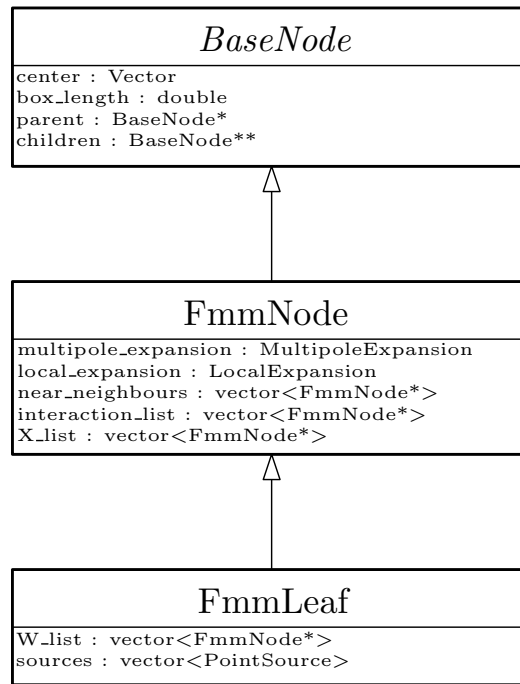 BaseNode
center : Vector
box_length : double
parent : BaseNode*
children : BaseNode**
FmmNode
multipole_expansion : MultipoleExpansion
local_expansion : LocalExpansion
near_neighbours : vector<FmmNode*>
interaction_list : vector<FmmNode*>
X_list : vector<FmmNode*>
FmmLeaf
W_list : vector<FmmNode*>
sources : vector<PointSource>